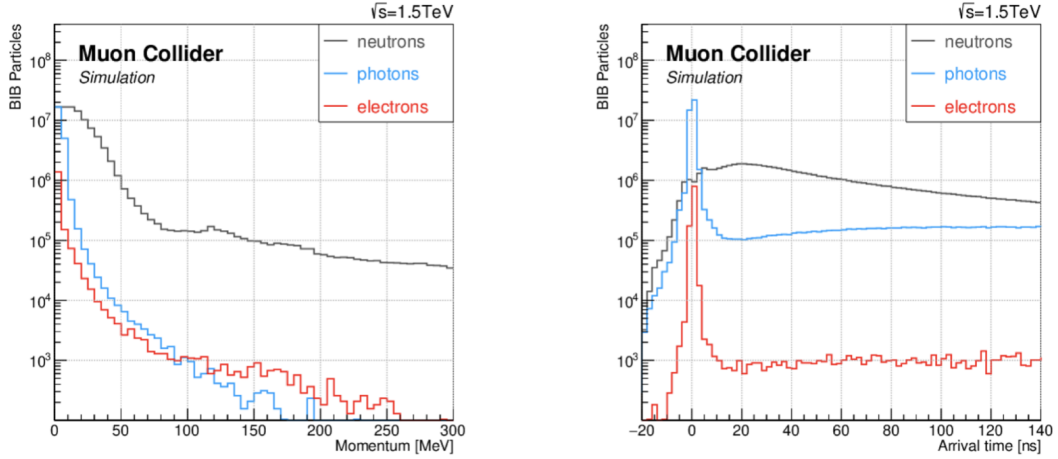 √s=1.5TeV
BIB Particles
Muon Collider
Simulation
neutrons
photons
electrons
10⁸
10⁷
10⁶
10⁵
10⁴
10³
0 50 100 150 200 250 300
Momentum [MeV]
√s=1.5TeV
BIB Particles
Muon Collider
Simulation
neutrons
photons
electrons
10⁸
10⁷
10⁶
10⁵
10⁴
10³
−20 0 20 40 60 80 100 120 140
Arrival time [ns]